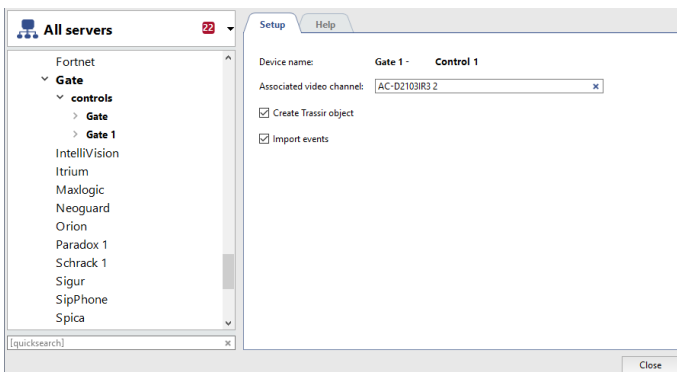 All servers
22
Fortnet
Gate
controls
Gate
Gate 1
IntelliVision
Itrium
Maxlogic
Neoguard
Orion
Paradox 1
Schrack 1
Sigur
SipPhone
Spica
[quicksearch]
Setup Help
Device name: Gate 1 - Control 1
Associated video channel: AC-D2103IR3 2
Create Trassir object
Import events
Close